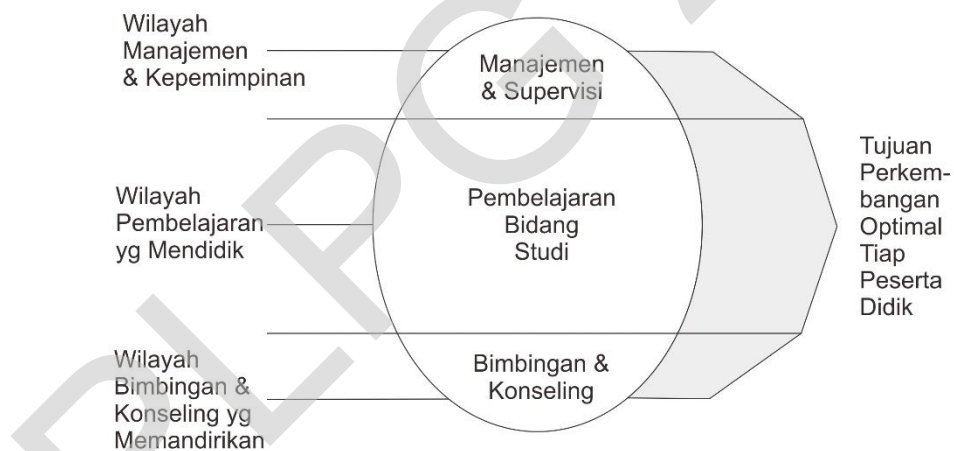 Wilayah
Manajemen
& Kepemimpinan
Manajemen
& Supervisi
Wilayah
Pembelajaran
yg Mendidik
Pembelajaran
Bidang
Studi
Tujuan
Perkem-
bangan
Optimal
Tiap
Peserta
Didik
Wilayah
Bimbingan &
Konseling yg
Memandirikan
Bimbingan &
Konseling
PLPG